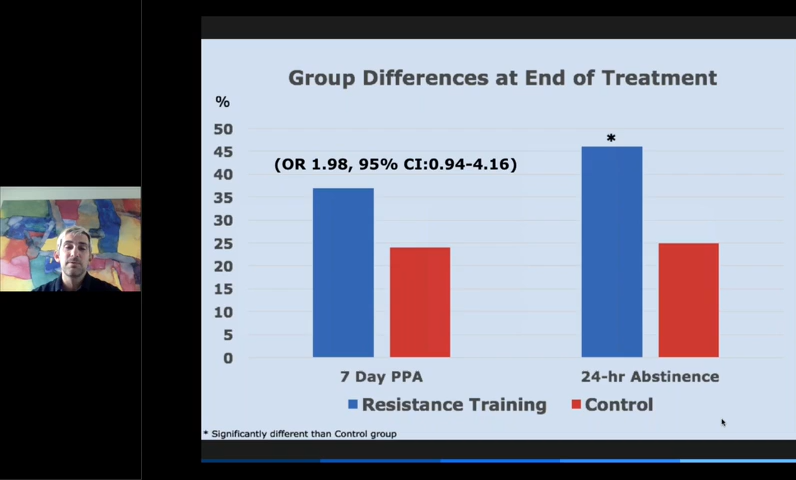 Group Differences at End of Treatment
%
50
45
40
35
30
25
20
15
10
5
0
(OR 1.98, 95% CI:0.94-4.16)
*
7 Day PPA
24-hr Abstinence
Resistance Training
Control
* Significantly different than Control group